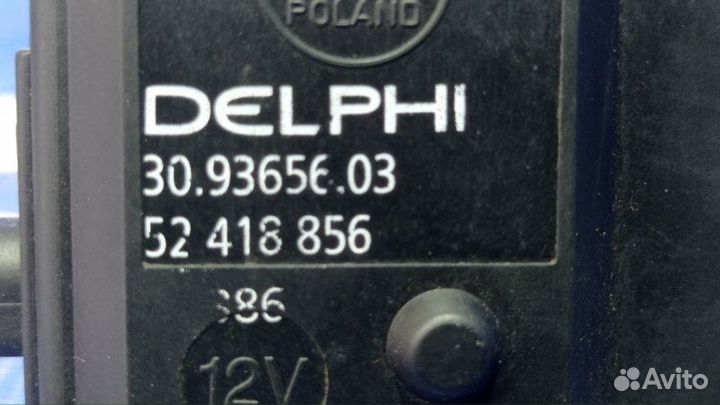 POLAND
DELPHI
30.93656.03
52 418 856
12V
Avito